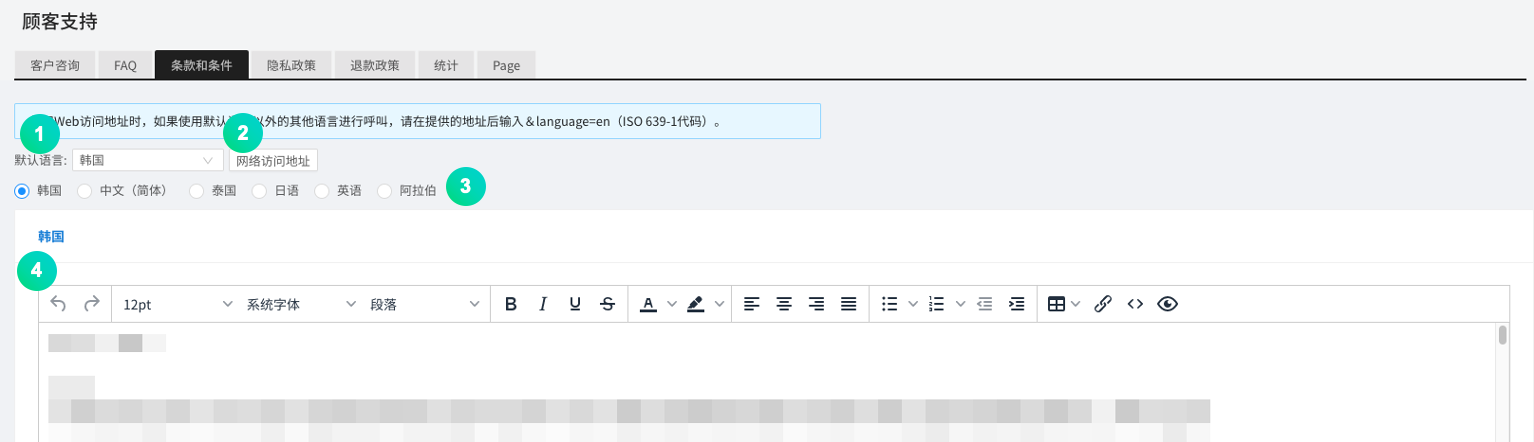 顾客支持
客户咨询 FAQ 条款和条件 隐私政策 退款政策 统计 Page
Web访问地址时，如果使用默认 以外的其他语言进行呼叫，请在提供的地址后输入＆language=en（ISO 639-1代码）。
1 2
默认语言: 韩国 网络访问地址
韩国 中文（简体） 泰国 日语 英语 阿拉伯 3
韩国
4
12pt 系统字体 段落 B I U S A